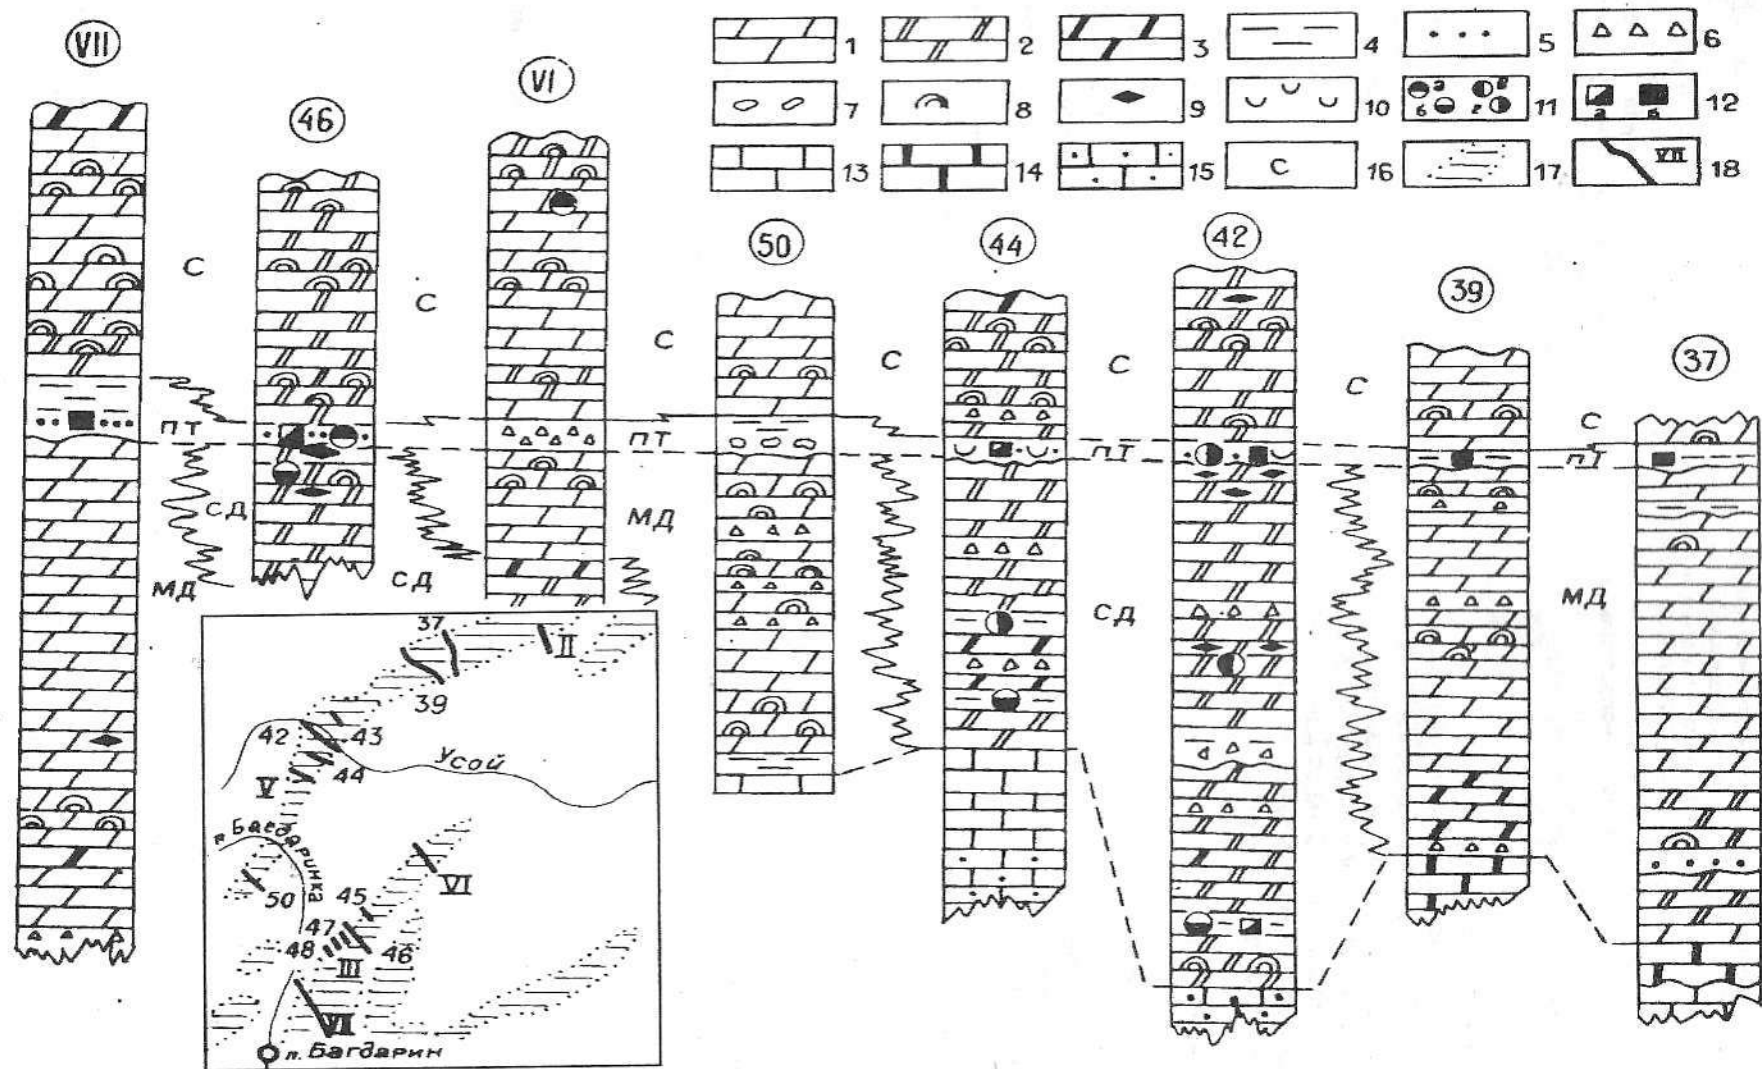 VII
46
VI
50
44
42
39
37
1
2
3
4
5
6
7
8
9
10
а
б
в
г
11
а
б
12
13
14
15
С
16
17
VII
18
С
С
С
С
С
С
С
ПТ
ПТ
ПТ
ПТ
СД
МД
СД
МД
СД
МД
37
II
39
42
43
44
Усой
V
р. Багдаринка
50
VI
45
47
48
46
III
VII
п. Багдарин